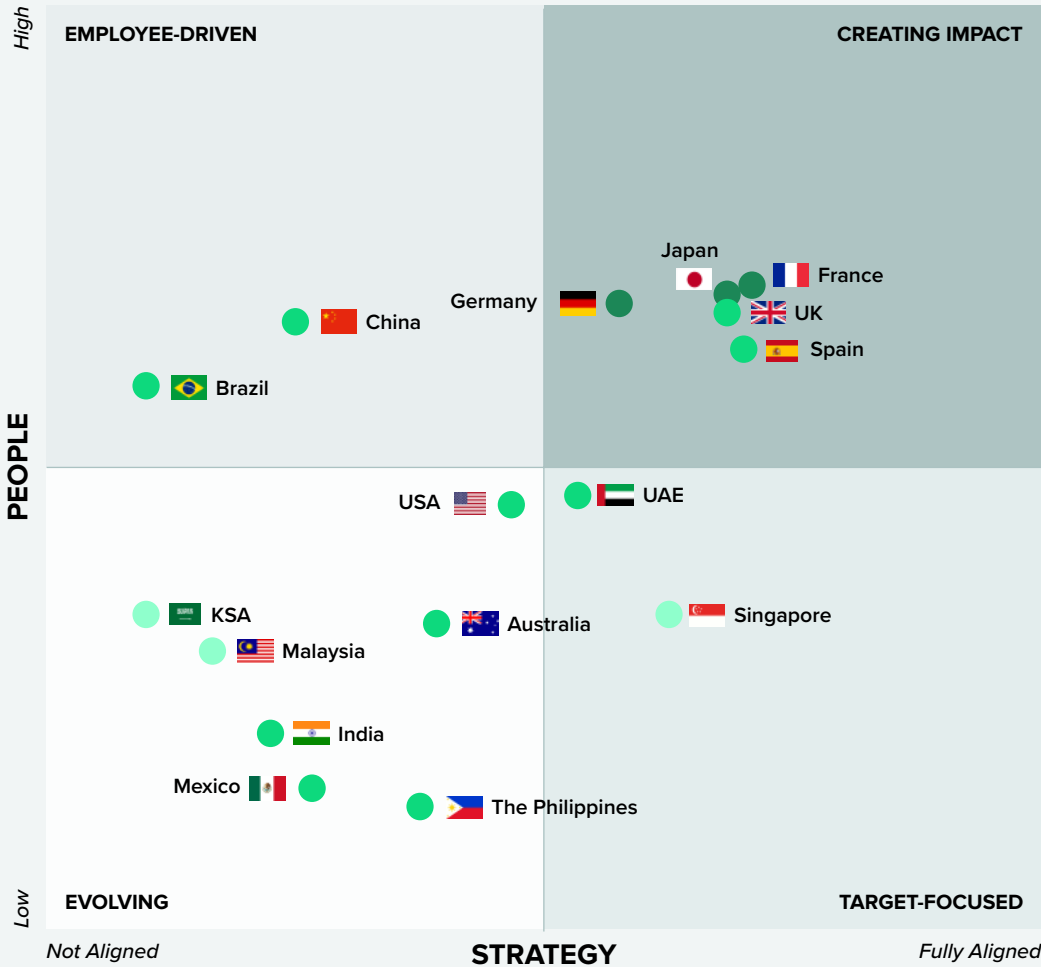 High
EMPLOYEE-DRIVEN
CREATING IMPACT
Japan
France
Germany
UK
China
Spain
Brazil
PEOPLE
USA
UAE
KSA
Australia
Singapore
Malaysia
India
Mexico
The Philippines
Low
EVOLVING
TARGET-FOCUSED
Not Aligned
STRATEGY
Fully Aligned